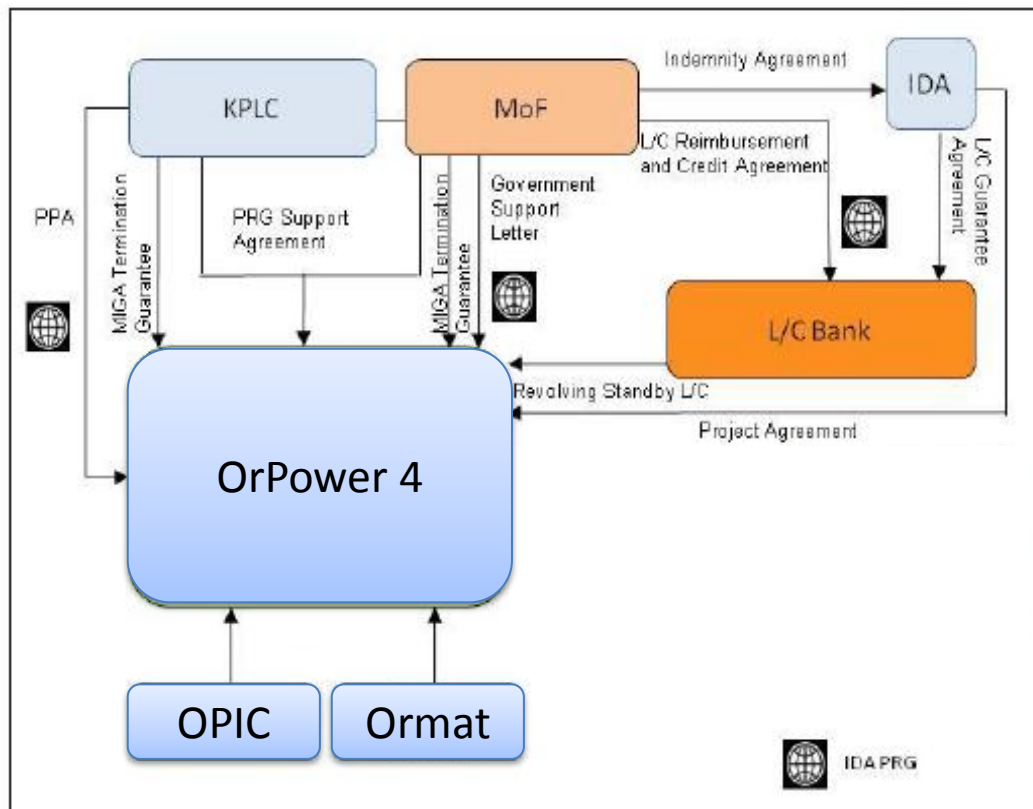 Indemnity Agreement
KPLC
MoF
IDA
L/C Reimbursement
and Credit Agreement
L/C Guarantee
Agreement
PPA
MIGA Termination
Guarantee
PRG Support
Agreement
MIGA Termination
Guarantee
Government
Support
Letter
L/C Bank
Revolving Standby L/C
Project Agreement
OrPower 4
OPIC
Ormat
IDA PRG